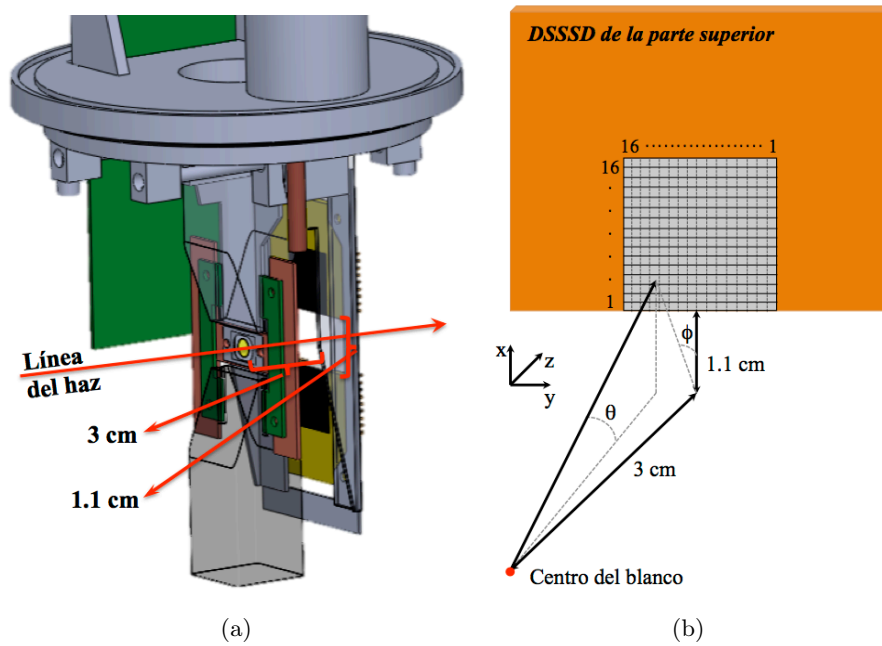 Línea
del haz
3 cm
1.1 cm
(a)
DSSSD de la parte superior
16 ........................ 1
16
.
.
.
1
ϕ
1.1 cm
x
z
y
θ
3 cm
Centro del blanco
(b)